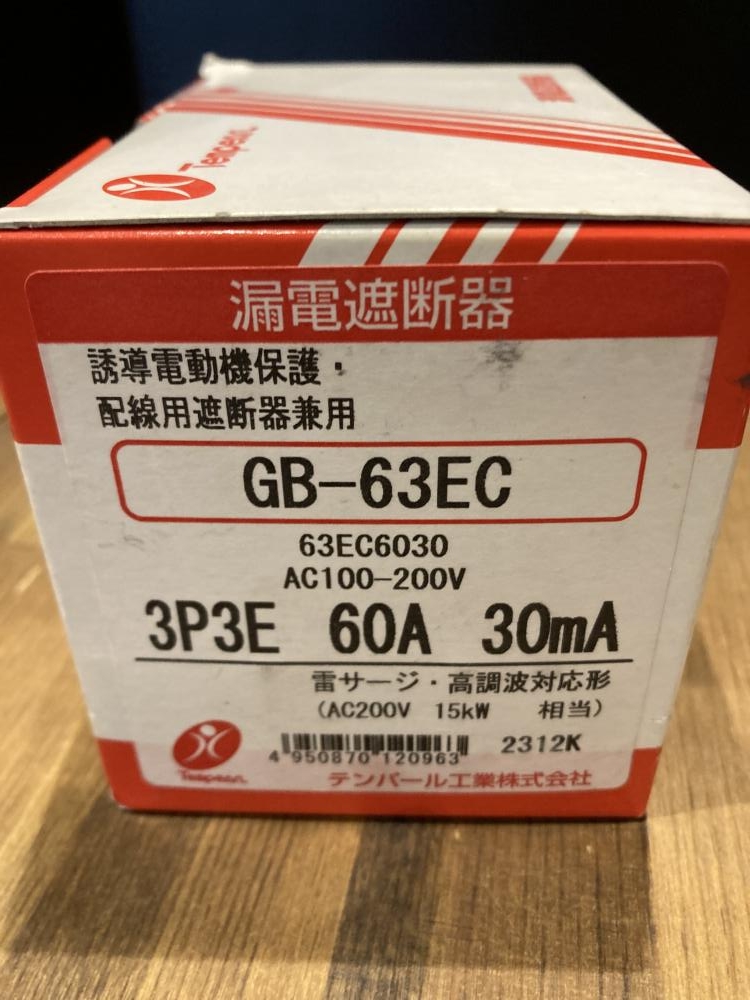 Tempearl
漏電遮断器
誘導電動機保護・
配線用遮断器兼用
GB-63EC
63EC6030
AC100-200V
3P3E 60A 30mA
雷サージ・高調波対応形
(AC200V 15kW 相当)
4 950870 120963
2312K
Tempearl
テンパール工業株式会社